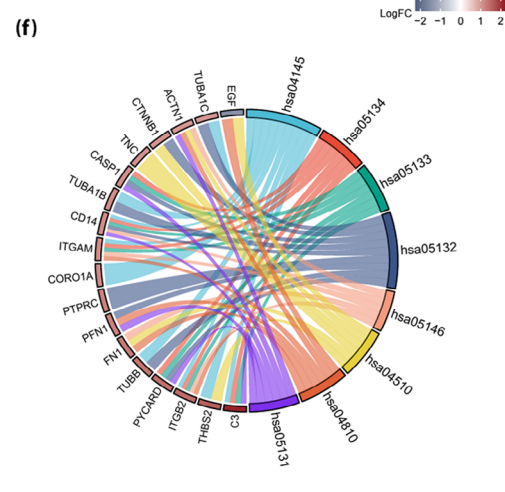 LogFC
−2 −1 0 1 2
(f)
EGF
TUBA1C
ACTN1
CTNNB1
TNC
CASP1
TUBA1B
CD14
ITGAM
CORO1A
PTPRC
PFN1
FN1
TUBB
PYCARD
ITGB2
THBS2
C3
hsa04145
hsa05134
hsa05133
hsa05132
hsa05146
hsa04510
hsa04810
hsa05131